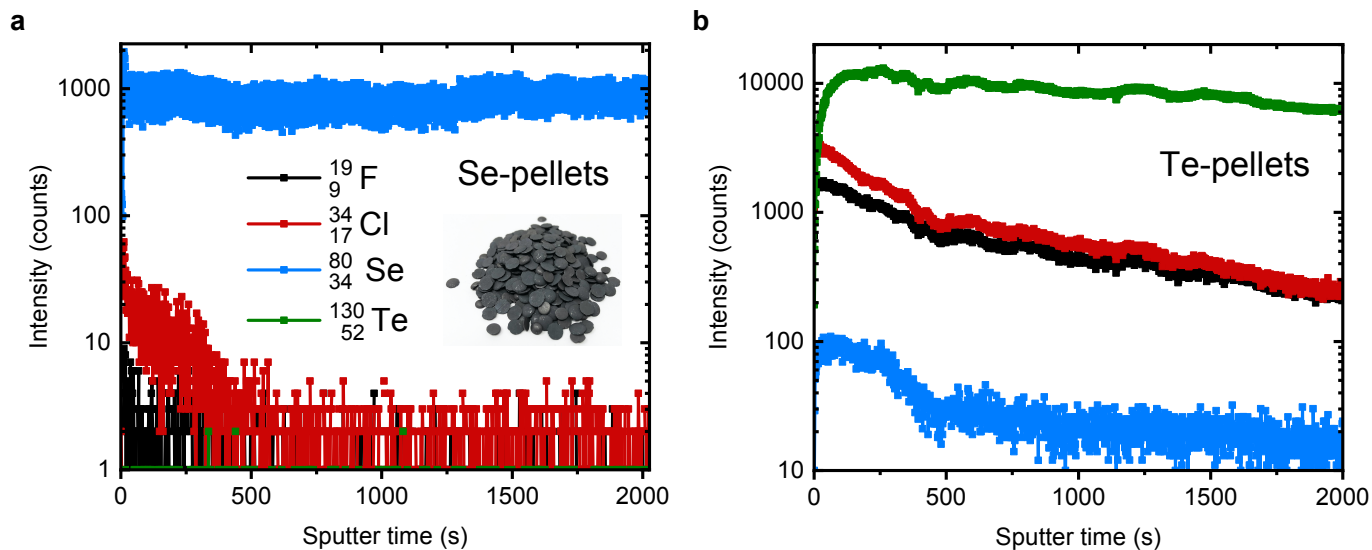 a
Intensity (counts)
1000
100
10
1
19
9 F
34
17 Cl
80
34 Se
130
52 Te
Se-pellets
0
500
1000
1500
2000
Sputter time (s)
b
Intensity (counts)
10000
1000
100
10
Te-pellets
0
500
1000
1500
2000
Sputter time (s)